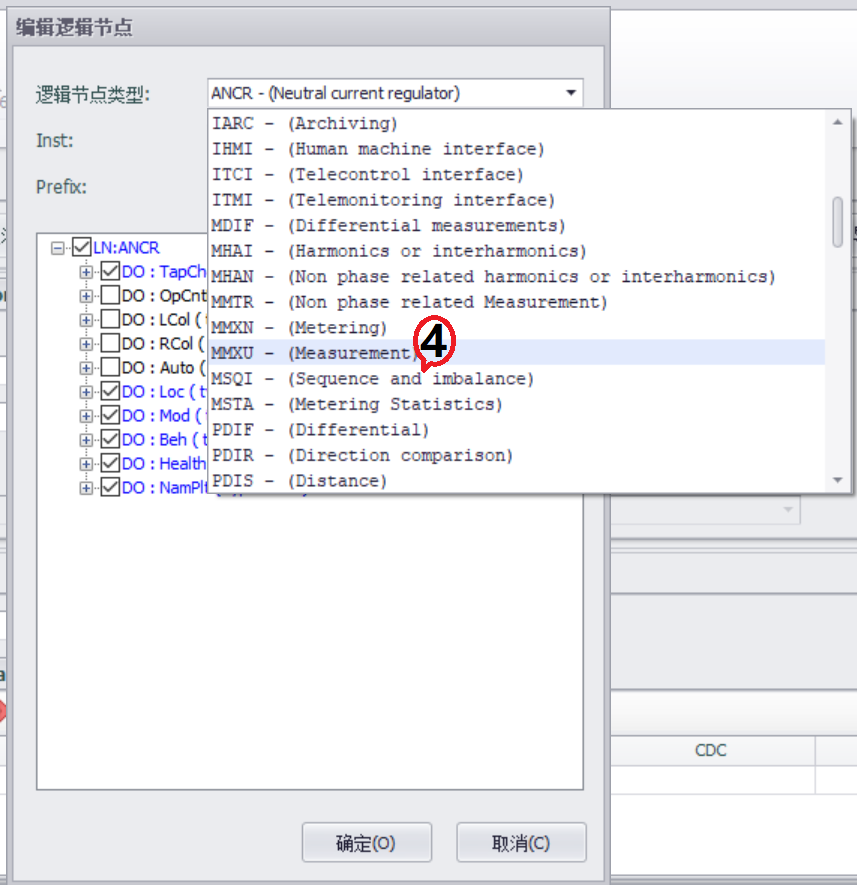 编辑逻辑节点
逻辑节点类型:
ANCR - (Neutral current regulator)
Inst:
Prefix:
IARC - (Archiving)
IHMI - (Human machine interface)
ITCI - (Telecontrol interface)
ITMI - (Telemonitoring interface)
MDIF - (Differential measurements)
MHAI - (Harmonics or interharmonics)
MHAN - (Non phase related harmonics or interharmonics)
MMTR - (Non phase related Measurement)
MMXN - (Metering)
MMXU - (Measurement)
4
MSQI - (Sequence and imbalance)
MSTA - (Metering Statistics)
PDIF - (Differential)
PDIR - (Direction comparison)
PDIS - (Distance)
LN:ANCR
DO : TapCh
DO : OpCnt
DO : LCol (
DO : RCol (
DO : Auto (
DO : Loc ( t
DO : Mod (
DO : Beh ( t
DO : Health
DO : NamPlt
CDC
确定(O)
取消(C)